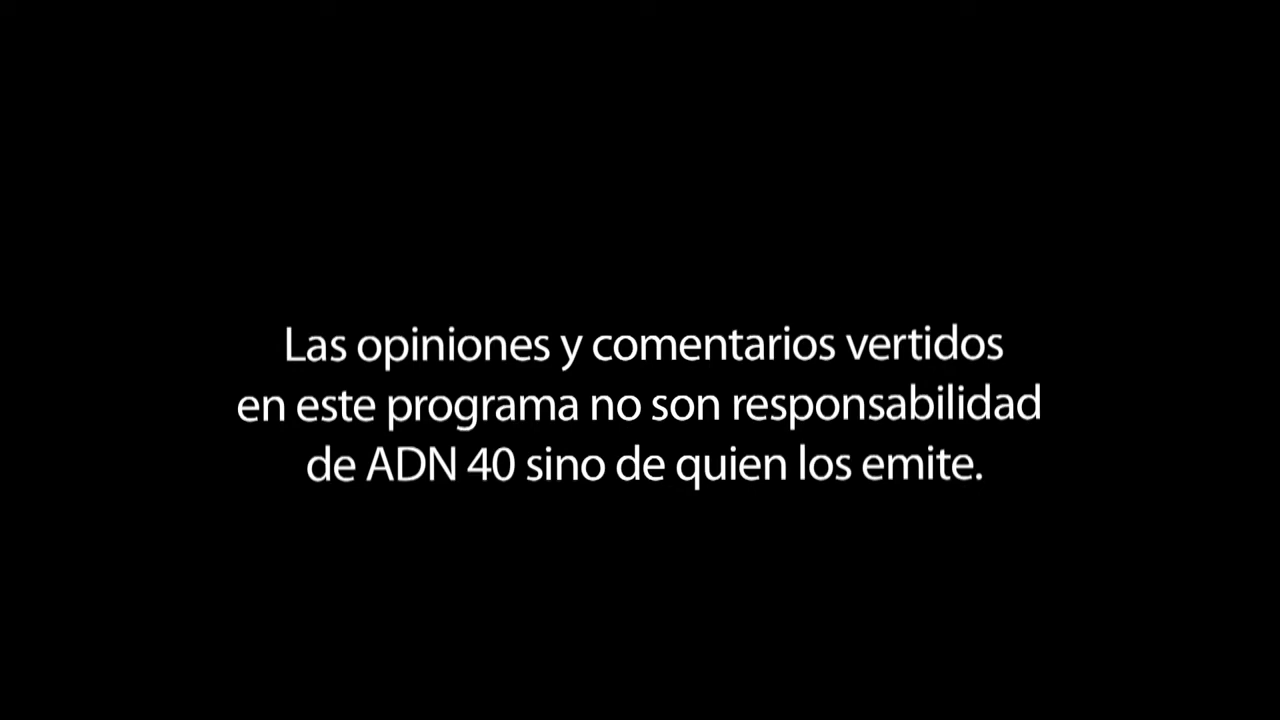 Las opiniones y comentarios vertidos
en este programa no son responsabilidad
de ADN 40 sino de quien los emite.